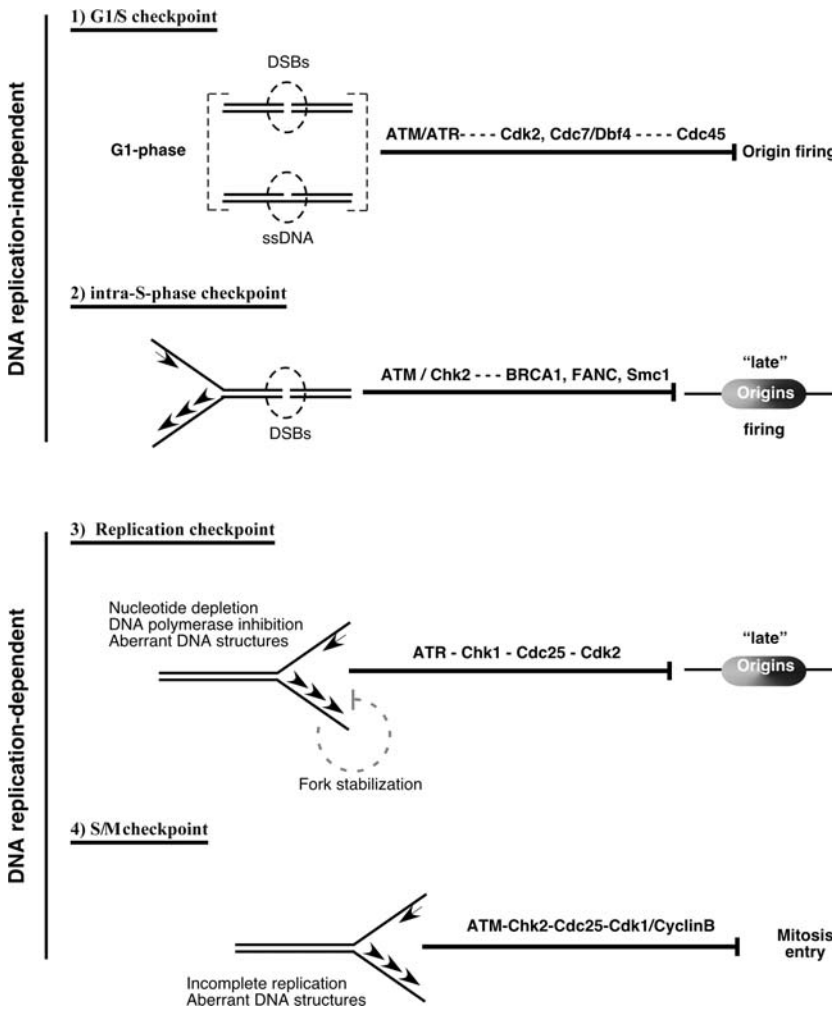 DNA replication-independent
1) G1/S checkpoint
DSBs
G1-phase
ssDNA
ATM/ATR---- Cdk2, Cdc7/Dbf4 ----- Cdc45
Origin firing
2) intra-S-phase checkpoint
DSBs
ATM / Chk2 --- BRCA1, FANC, Smc1
“late”
Origins
firing
DNA replication-dependent
3) Replication checkpoint
Nucleotide depletion
DNA polymerase inhibition
Aberrant DNA structures
ATR - Chk1 - Cdc25 - Cdk2
“late”
Origins
Fork stabilization
4) S/Mcheckpoint
ATM-Chk2-Cdc25-Cdk1/CyclinB
Mitosis
entry
Incomplete replication
Aberrant DNA structures